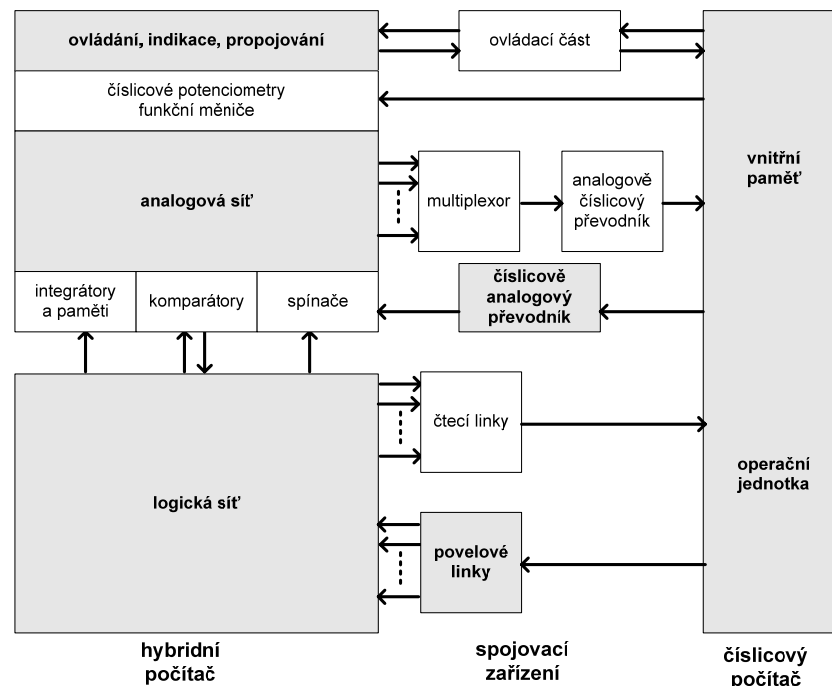 ovládání, indikace, propojování
ovládací část
číslicové potenciometry
funkční měniče
analogová síť
multiplexor
analogově
číslicový
převodník
vnitřní
paměť
integrátory
a paměti
komparátory
spínače
číslicově
analogový
převodník
logická síť
čtecí linky
operační
jednotka
povelové
linky
hybridní
počítač
spojovací
zařízení
číslicový
počítač